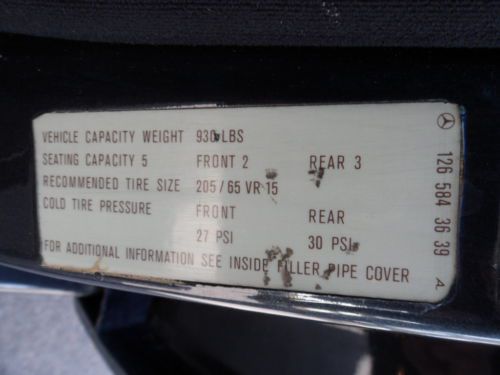 VEHICLE CAPACITY WEIGHT 930 LBS
SEATING CAPACITY 5 FRONT 2 REAR 3
RECOMMENDED TIRE SIZE 205/65 VR 15
COLD TIRE PRESSURE FRONT REAR
27 PSI 30 PSI
FOR ADDITIONAL INFORMATION SEE INSIDE FILLER PIPE COVER
126 584 36 39 A